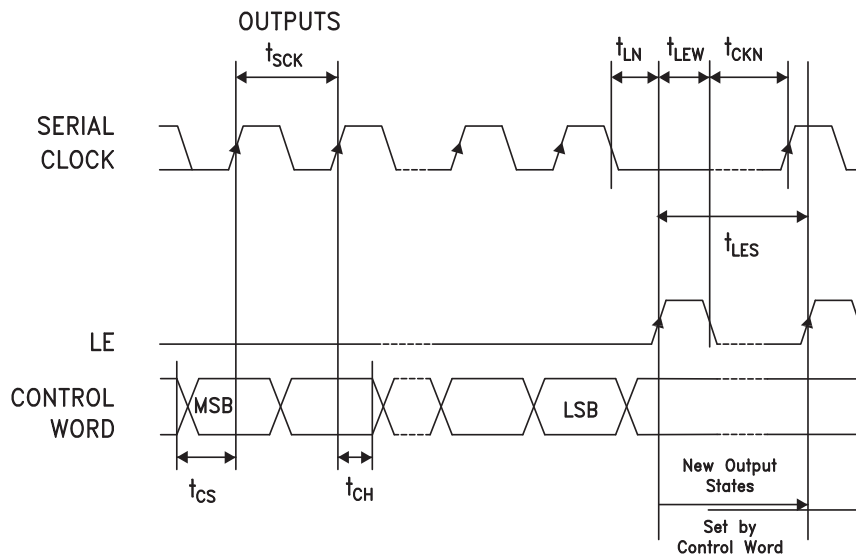 OUTPUTS
tSCK
tLN
tLEW
tCKN
SERIAL
CLOCK
tLES
LE
CONTROL
WORD
MSB
LSB
tCS
tCH
New Output
States
Set by
Control Word